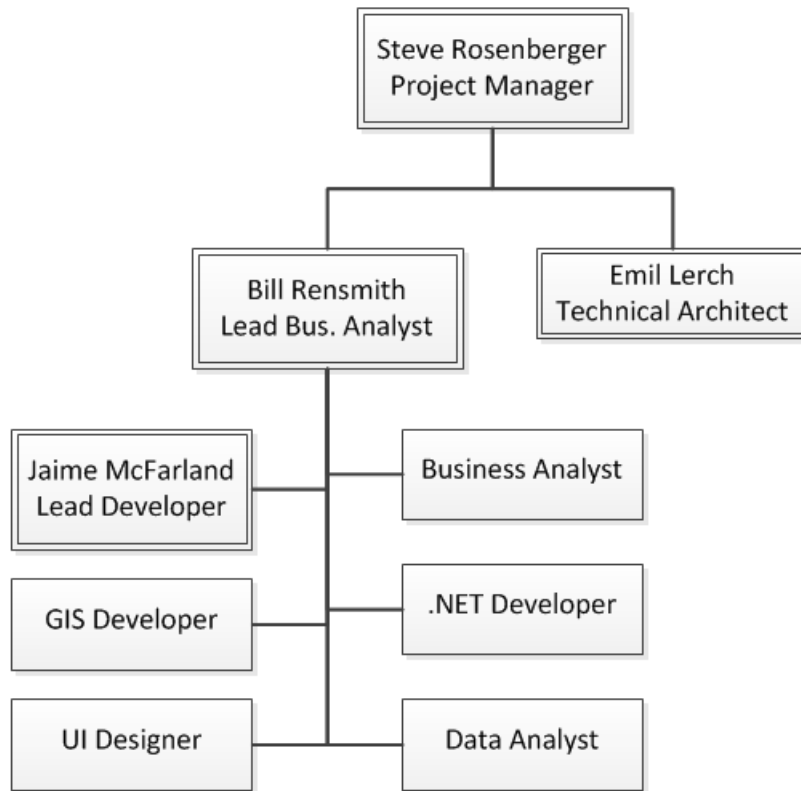 Steve Rosenberger
Project Manager
Bill Rensmith
Lead Bus. Analyst
Emil Lerch
Technical Architect
Jaime McFarland
Lead Developer
Business Analyst
GIS Developer
.NET Developer
UI Designer
Data Analyst